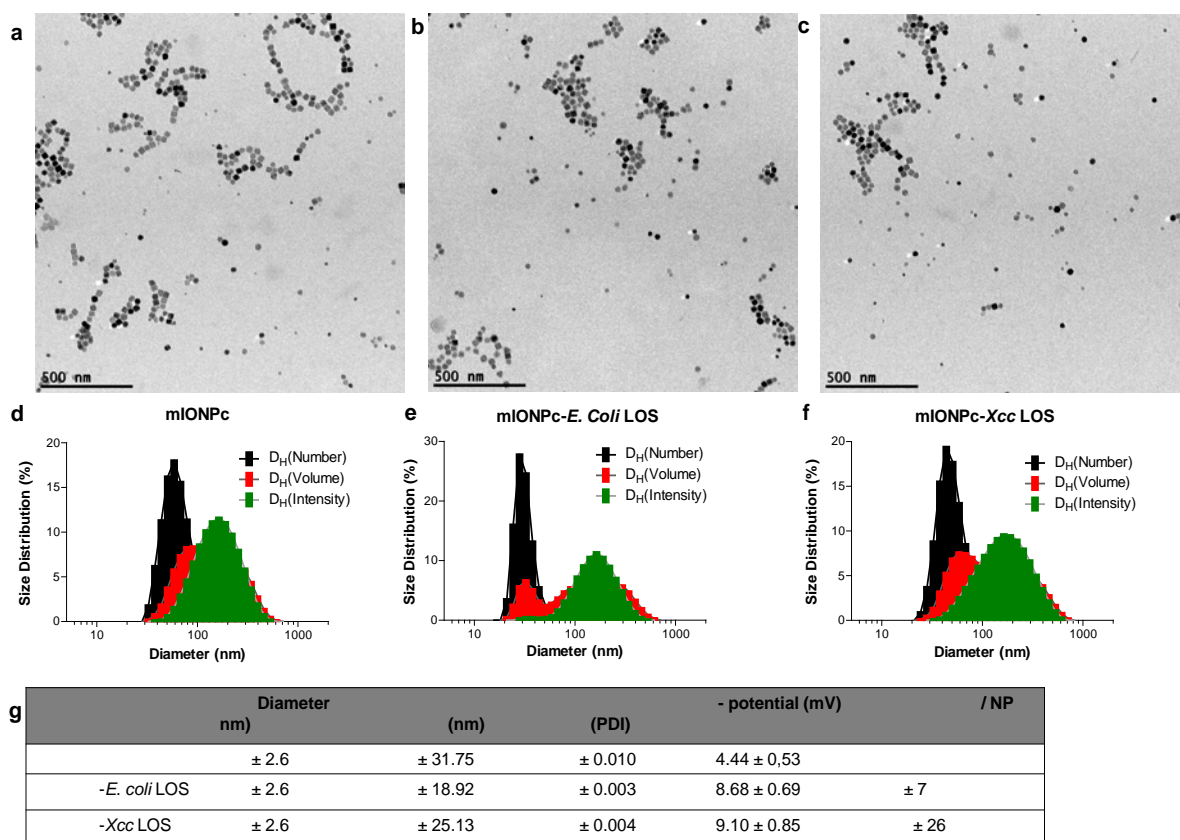 a
b
c
500 nm
500 nm
500 nm
d
mIONPc
Size Distribution (%)
20
15
10
5
0
10
100
1000
Diameter (nm)
DH(Number)
DH(Volume)
DH(Intensity)
e
mIONPc-E. Coli LOS
Size Distribution (%)
30
20
10
0
10
100
1000
Diameter (nm)
DH(Number)
DH(Volume)
DH(Intensity)
f
mIONPc-Xcc LOS
Size Distribution (%)
20
15
10
5
0
10
100
1000
Diameter (nm)
DH(Number)
DH(Volume)
DH(Intensity)
g
Diameter - potential (mV) / NP
nm) (nm) (PDI)
± 2.6 ± 31.75 ± 0.010 4.44 ± 0,53
-E. coli LOS ± 2.6 ± 18.92 ± 0.003 8.68 ± 0.69 ± 7
-Xcc LOS ± 2.6 ± 25.13 ± 0.004 9.10 ± 0.85 ± 26